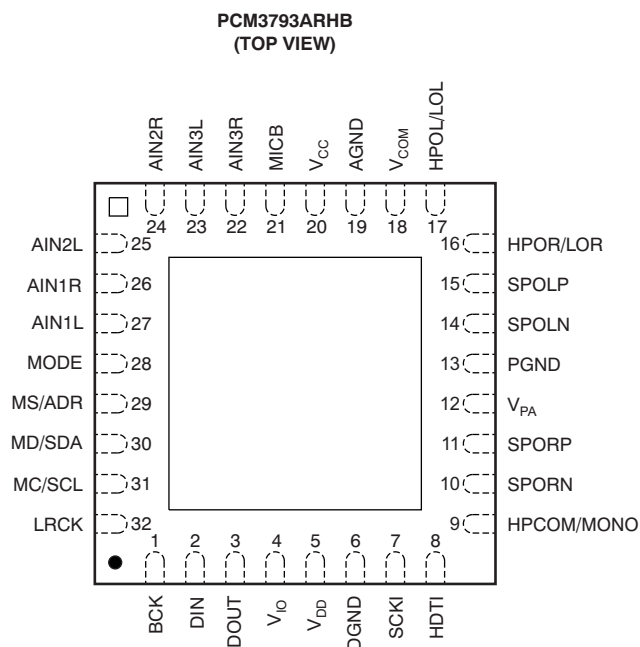 PCM3793ARHB
(TOP VIEW)
AIN2R
AIN3L
AIN3R
MICB
VCC
AGND
VCOM
HPOL/LOL
24 23 22 21 20 19 18 17
AIN2L 25
AIN1R 26
AIN1L 27
MODE 28
MS/ADR 29
MD/SDA 30
MC/SCL 31
LRCK 32
16 HPOR/LOR
15 SPOLP
14 SPOLN
13 PGND
12 VPA
11 SPORP
10 SPORN
9 HPCOM/MONO
1 2 3 4 5 6 7 8
BCK
DIN
DOUT
VIO
VDD
DGND
SCKI
HDTI